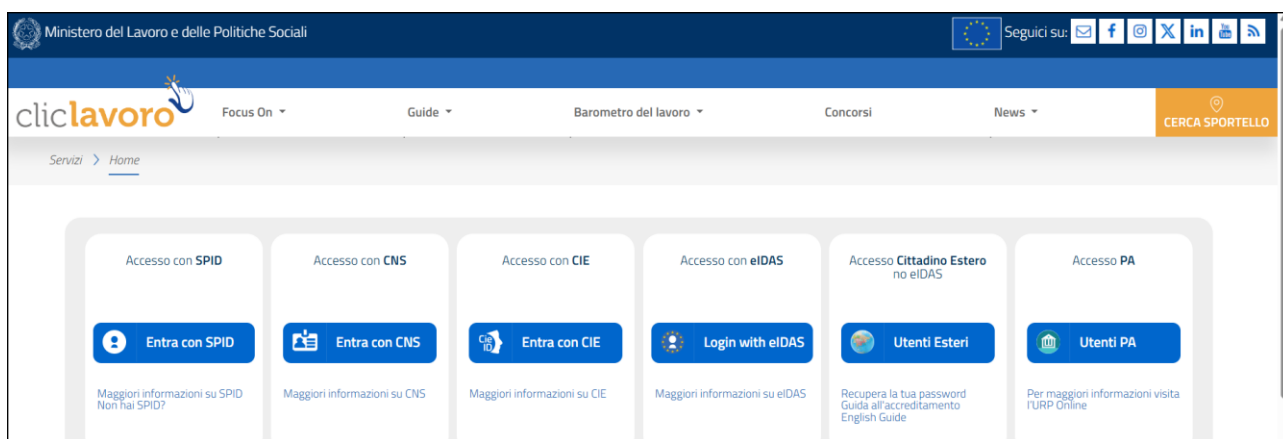 Ministero del Lavoro e delle Politiche Sociali
Seguici su:
cliclavoro
Focus On
Guide
Barometro del lavoro
Concorsi
News
CERCA SPORTELLO
Servizi > Home
Accesso con SPID
Entra con SPID
Maggiori informazioni su SPID
Non hai SPID?
Accesso con CNS
Entra con CNS
Maggiori informazioni su CNS
Accesso con CIE
Entra con CIE
Maggiori informazioni su CIE
Accesso con eIDAS
Login with eIDAS
Maggiori informazioni su eIDAS
Accesso Cittadino Estero
no eIDAS
Utenti Esteri
Recupera la tua password
Guida all'accreditamento
English Guide
Accesso PA
Utenti PA
Per maggiori informazioni visita
l'URP Online